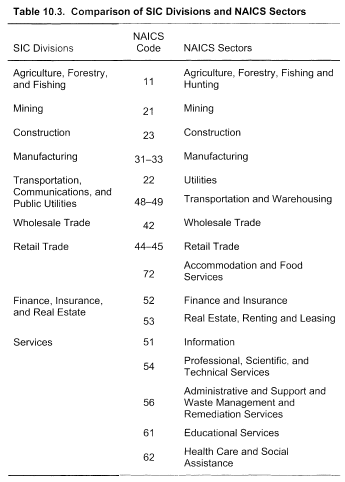 Table 10.3. Comparison of SIC Divisions and NAICS Sectors
SIC Divisions NAICS Code NAICS Sectors
Agriculture, Forestry, and Fishing 11 Agriculture, Forestry, Fishing and Hunting
Mining 21 Mining
Construction 23 Construction
Manufacturing 31–33 Manufacturing
Transportation, Communications, and Public Utilities 22 Utilities
48–49 Transportation and Warehousing
Wholesale Trade 42 Wholesale Trade
Retail Trade 44–45 Retail Trade
72 Accommodation and Food Services
Finance, Insurance, and Real Estate 52 Finance and Insurance
53 Real Estate, Renting and Leasing
Services 51 Information
54 Professional, Scientific, and Technical Services
56 Administrative and Support and Waste Management and Remediation Services
61 Educational Services
62 Health Care and Social Assistance